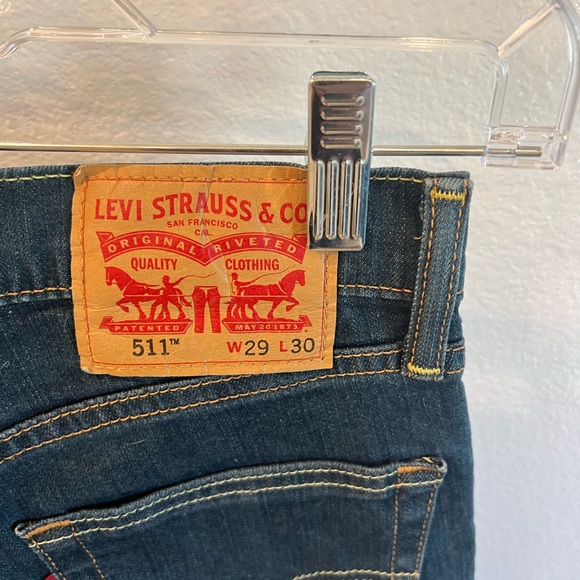 LEVI STRAUSS & CO
SAN FRANCISCO
CAL.
ORIGINAL RIVETED
QUALITY CLOTHING
PATENTED MAY 20 1873
511™ W29 L30